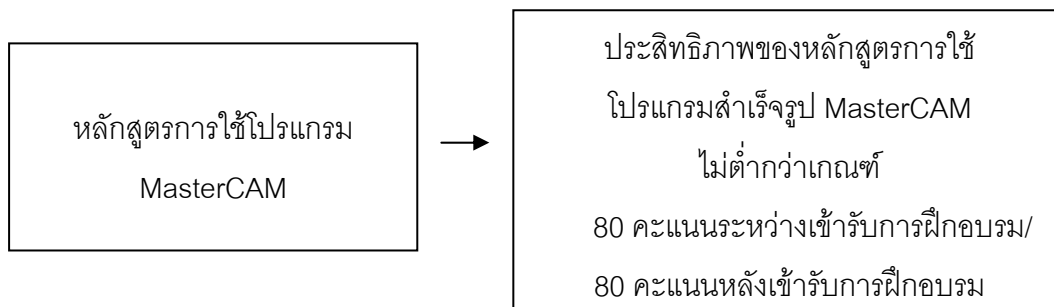 หลักสูตรการใช้โปรแกรม
MasterCAM
ประสิทธิภาพของหลักสูตรการใช้
โปรแกรมสำเร็จรูป MasterCAM
ไม่ต่ำกว่าเกณฑ์
80 คะแนนระหว่างเข้ารับการฝึกอบรม/
80 คะแนนหลังเข้ารับการฝึกอบรม